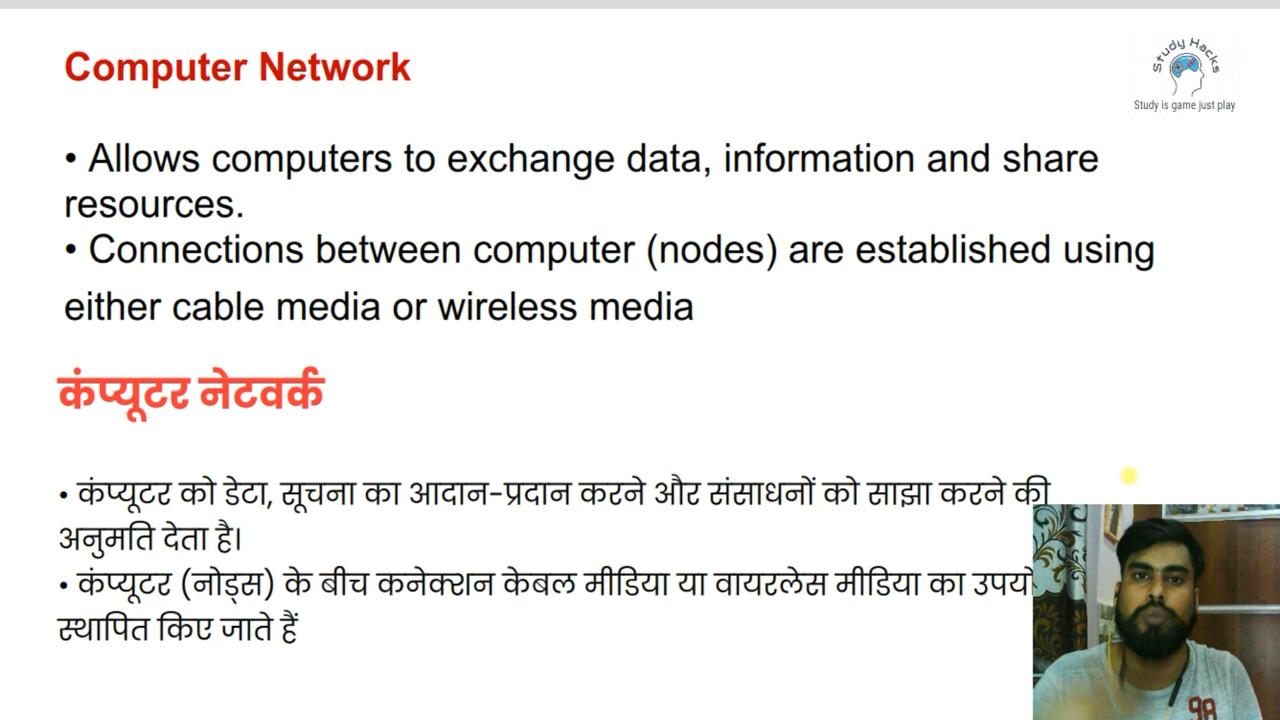 Computer Network
Study Hacks
Study is game just play
• Allows computers to exchange data, information and share
resources.
• Connections between computer (nodes) are established using
either cable media or wireless media
कंप्यूटर नेटवर्क
• कंप्यूटर को डेटा, सूचना का आदान-प्रदान करने और संसाधनों को साझा करने की
अनुमति देता है।
• कंप्यूटर (नोड्स) के बीच कनेक्शन केबल मीडिया या वायरलेस मीडिया का
स्थापित किए जाते हैं
98